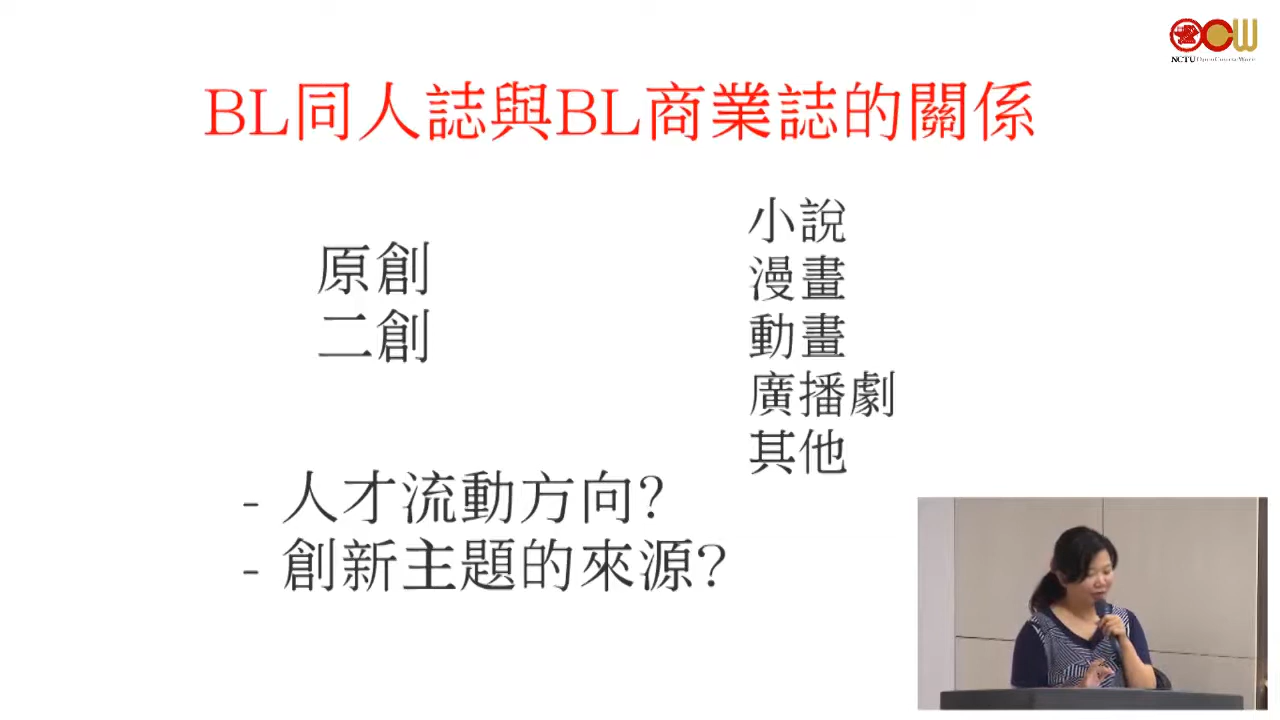 NCTU OpenCourseWare
BL同人誌與BL商業誌的關係
原創
二創
小說
漫畫
動畫
廣播劇
其他
- 人才流動方向?
- 創新主題的來源?